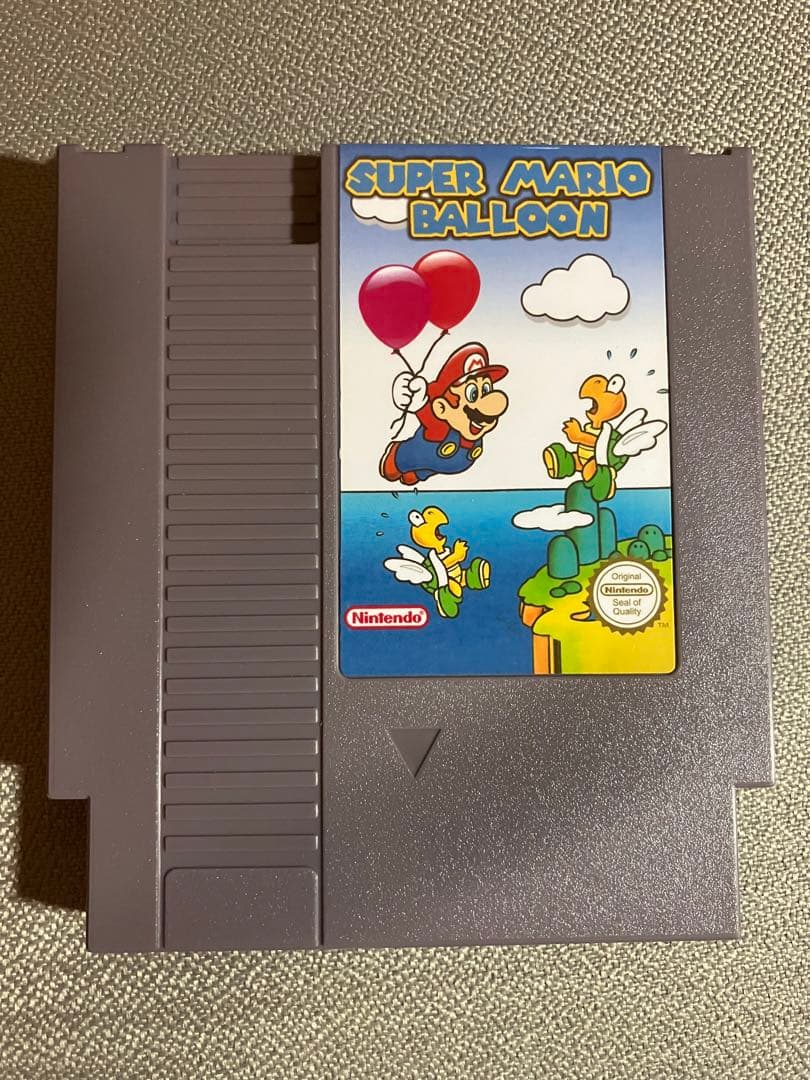 SUPER MARIO
BALLOON
M
Nintendo
Original
Nintendo
Seal of
Quality
TM